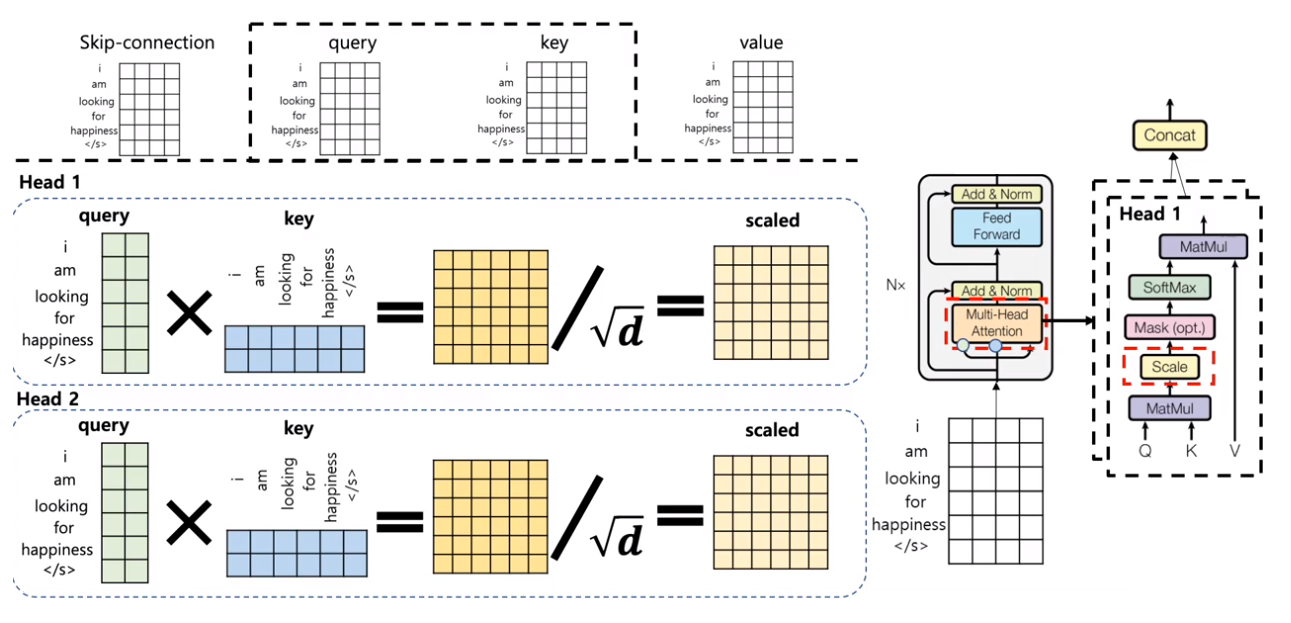 Skip-connection
query
key
value
i
am
looking
for
happiness
</s>
i
am
looking
for
happiness
</s>
i
am
looking
for
happiness
</s>
i
am
looking
for
happiness
</s>
Head 1
query
key
scaled
i
am
looking
for
happiness
</s>
i
am
looking
for
happiness
</s>
√d
Head 2
query
key
scaled
i
am
looking
for
happiness
</s>
i
am
looking
for
happiness
</s>
√d
Add & Norm
Feed
Forward
N×
Add & Norm
Multi-Head
Attention
i
am
looking
for
happiness
</s>
Concat
Head 1
MatMul
SoftMax
Mask (opt.)
Scale
MatMul
Q
K
V